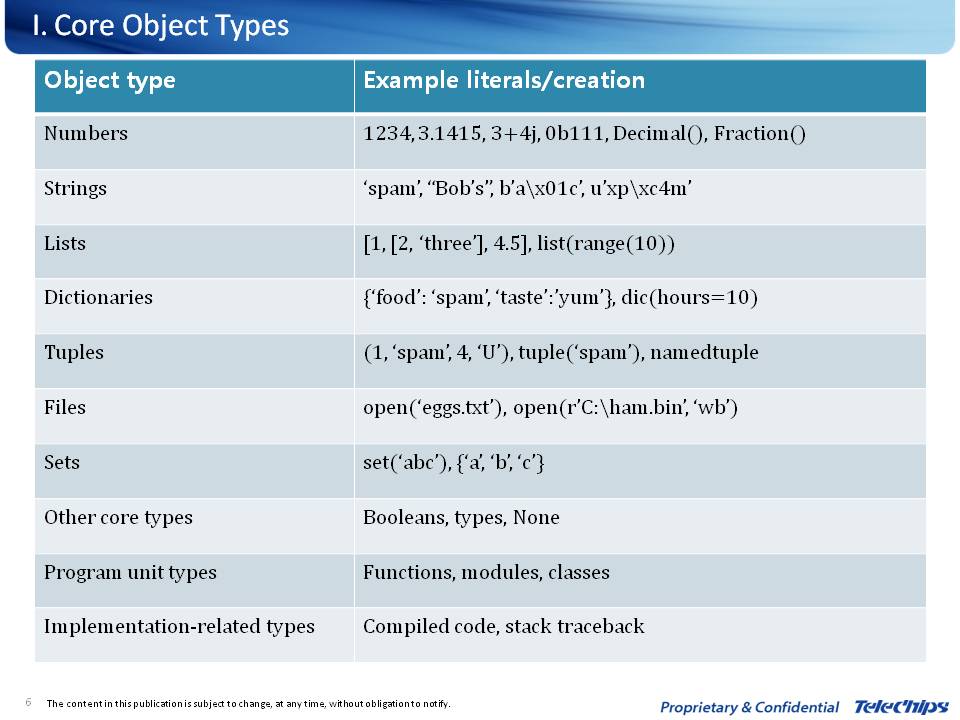 I. Core Object Types
Object type Example literals/creation
Numbers 1234, 3.1415, 3+4j, 0b111, Decimal(), Fraction()
Strings ‘spam’, “Bob’s”, b’a\x01c’, u’xp\xc4m’
Lists [1, [2, ‘three’], 4.5], list(range(10))
Dictionaries {‘food’: ‘spam’, ‘taste’:’yum’}, dic(hours=10)
Tuples (1, ‘spam’, 4, ‘U’), tuple(‘spam’), namedtuple
Files open(‘eggs.txt’), open(r’C:\ham.bin’, ‘wb’)
Sets set(‘abc’), {‘a’, ‘b’, ‘c’}
Other core types Booleans, types, None
Program unit types Functions, modules, classes
Implementation-related types Compiled code, stack traceback
6 The content in this publication is subject to change, at any time, without obligation to notify. Proprietary & Confidential Telechips